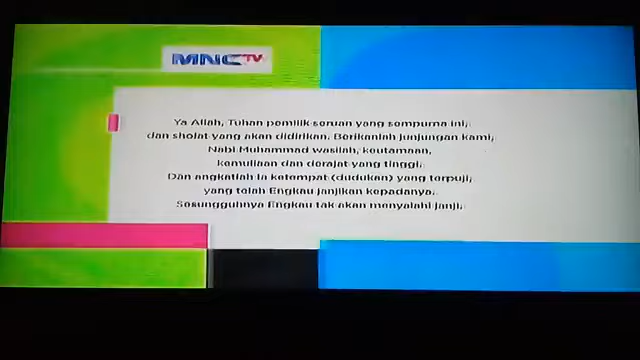 MNCTV
Ya Allah, Tuhan pemilik seruan yang sempurna ini,
dan sholat yang akan didirikan. Berikanlah junjungan kami,
Nabi Muhammad wasilah, keutamaan,
kemuliaan dan derajat yang tinggi,
Dan angkatlah ia ketempat (dudukan) yang terpuji,
yang telah Engkau janjikan kepadanya.
Sesungguhnya Engkau tak akan menyalahi janji.